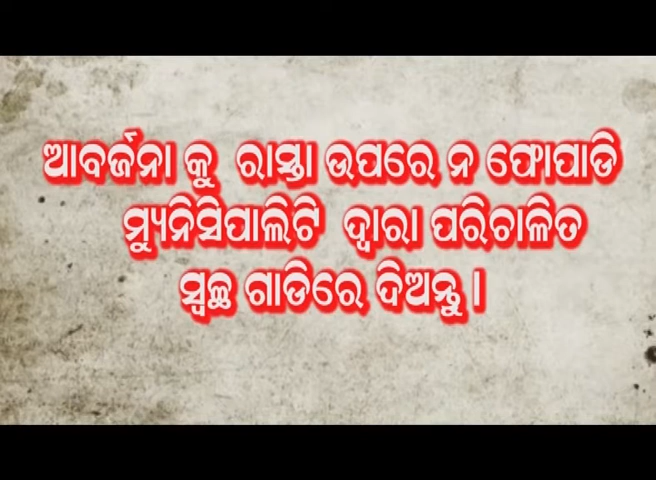 ଆବର୍ଜନା କୁ ରାସ୍ତା ଉପରେ ନ ଫୋପାଡି
ମ୍ୟୁନିସିପାଲିଟି ଦ୍ୱାରା ପରିଚାଳିତ
ସ୍ୱଚ୍ଛ ଗାଡିରେ ଦିଅନ୍ତୁ ।